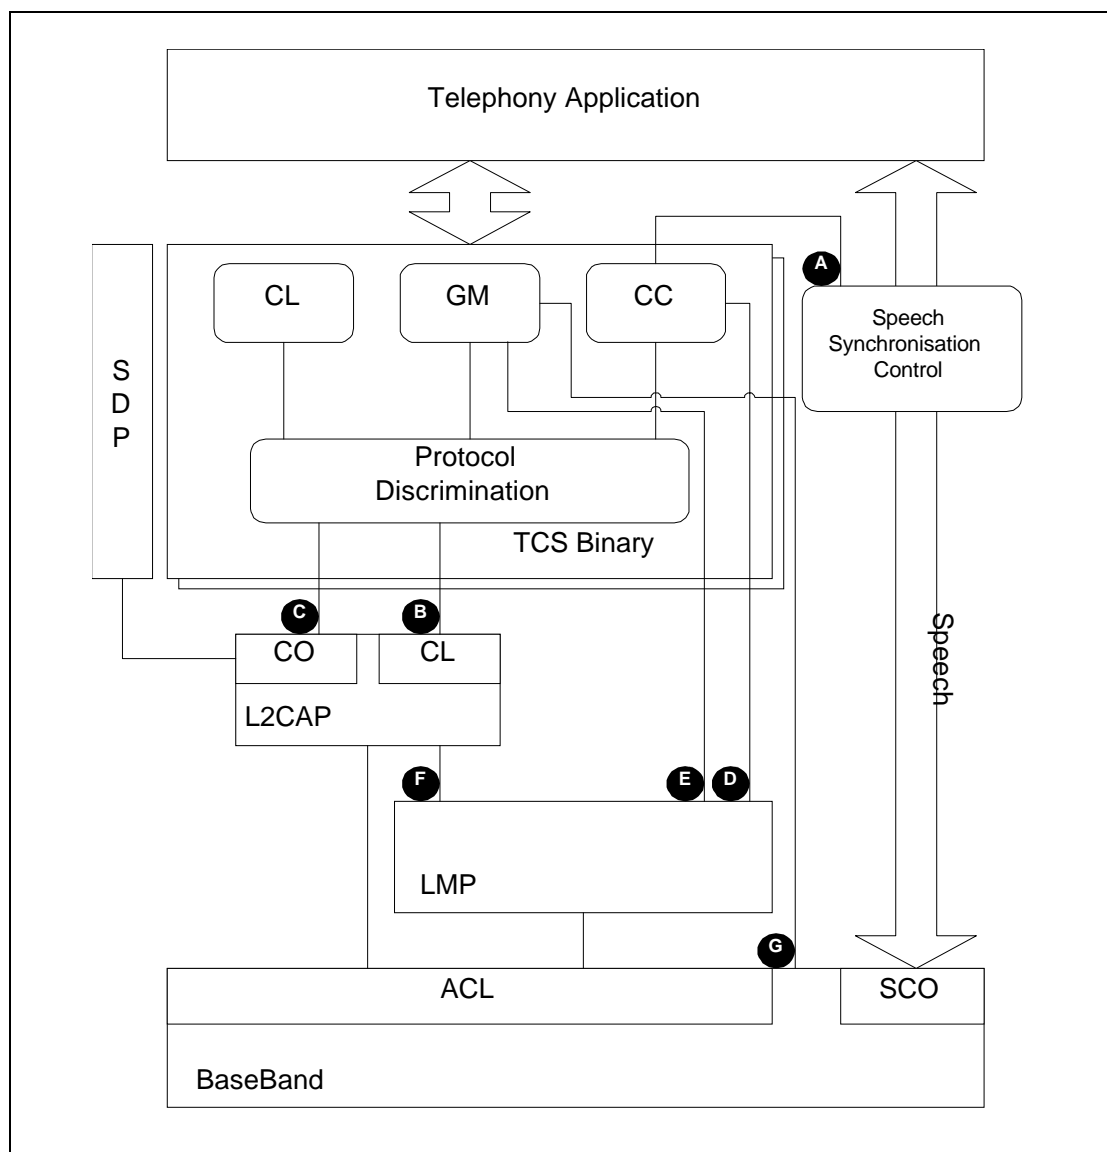 Telephony Application
A
CL
GM
CC
Speech
Synchronisation
Control
S
D
P
Protocol
Discrimination
TCS Binary
C
B
CO
CL
Speech
L2CAP
F
E
D
LMP
G
ACL
SCO
BaseBand